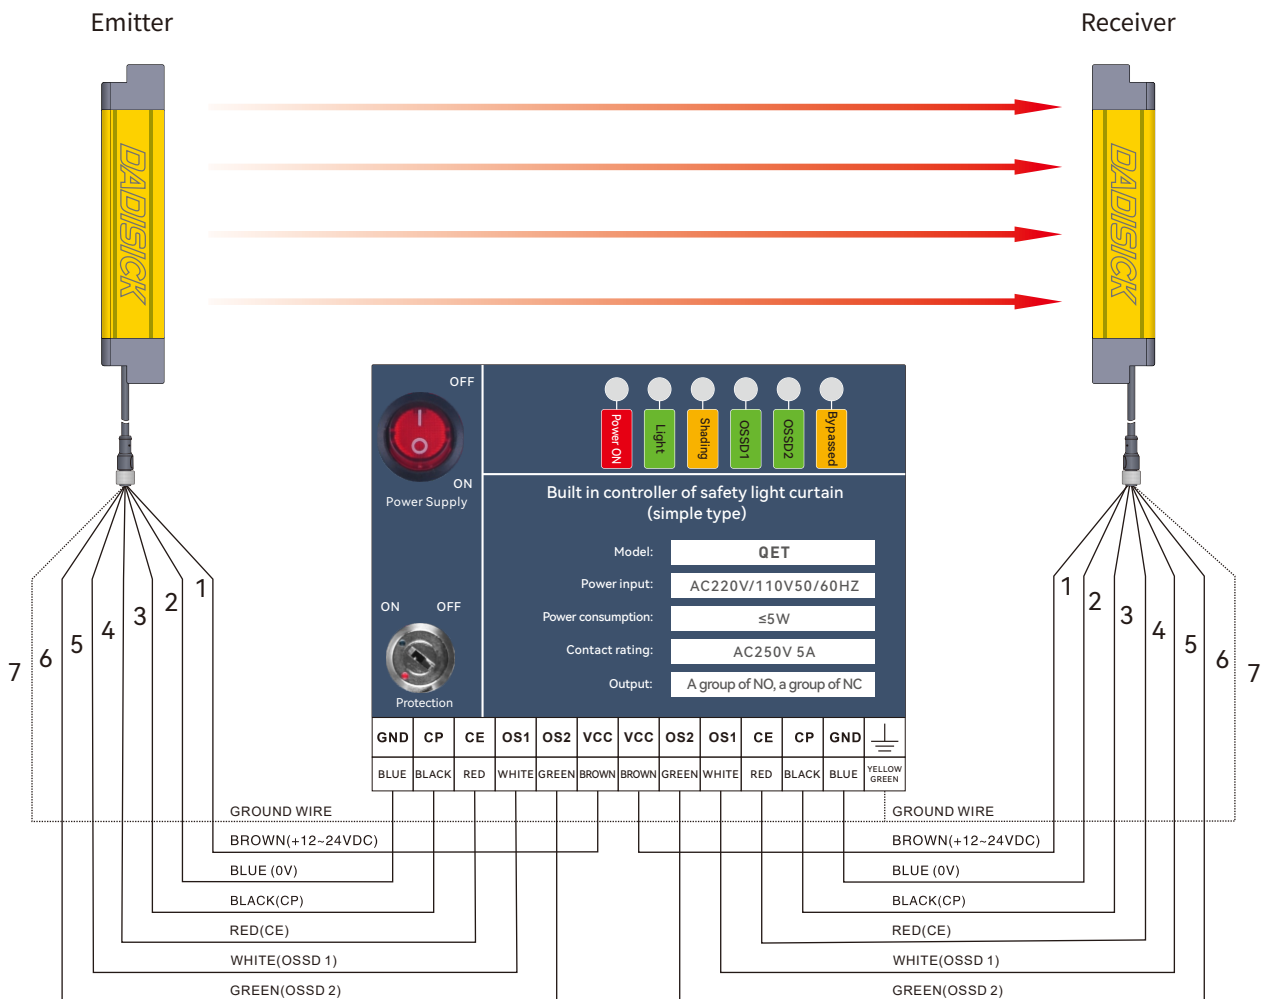 Emitter
Receiver
DADISICK
DADISICK
OFF
ON
Power Supply
Power ON
Light
Shading
OSSD1
OSSD2
Bypassed
Built in controller of safety light curtain
(simple type)
Model: QET
Power input: AC220V/110V50/60HZ
Power consumption: ≤5W
Contact rating: AC250V 5A
Output: A group of NO, a group of NC
ON OFF
Protection
GND CP CE OS1 OS2 VCC VCC OS2 OS1 CE CP GND
BLUE BLACK RED WHITE GREEN BROWN BROWN GREEN WHITE RED BLACK BLUE YELLOW GREEN
7 6 5 4 3 2 1
1 2 3 4 5 6 7
GROUND WIRE
BROWN(+12~24VDC)
BLUE (0V)
BLACK(CP)
RED(CE)
WHITE(OSSD 1)
GREEN(OSSD 2)
GROUND WIRE
BROWN(+12~24VDC)
BLUE (0V)
BLACK(CP)
RED(CE)
WHITE(OSSD 1)
GREEN(OSSD 2)